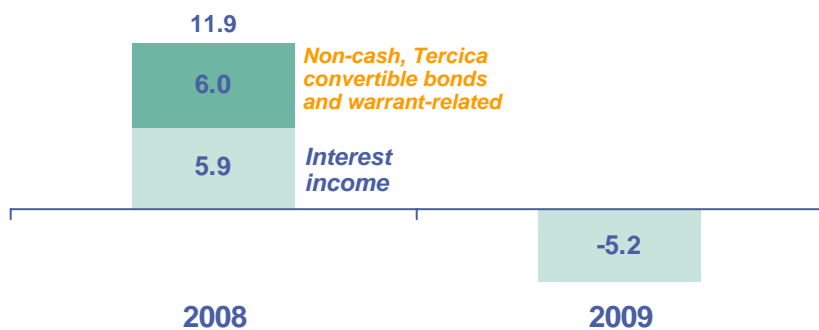 11.9
6.0
Non-cash, Tercica
convertible bonds
and warrant-related
5.9
Interest
income
-5.2
2008
2009